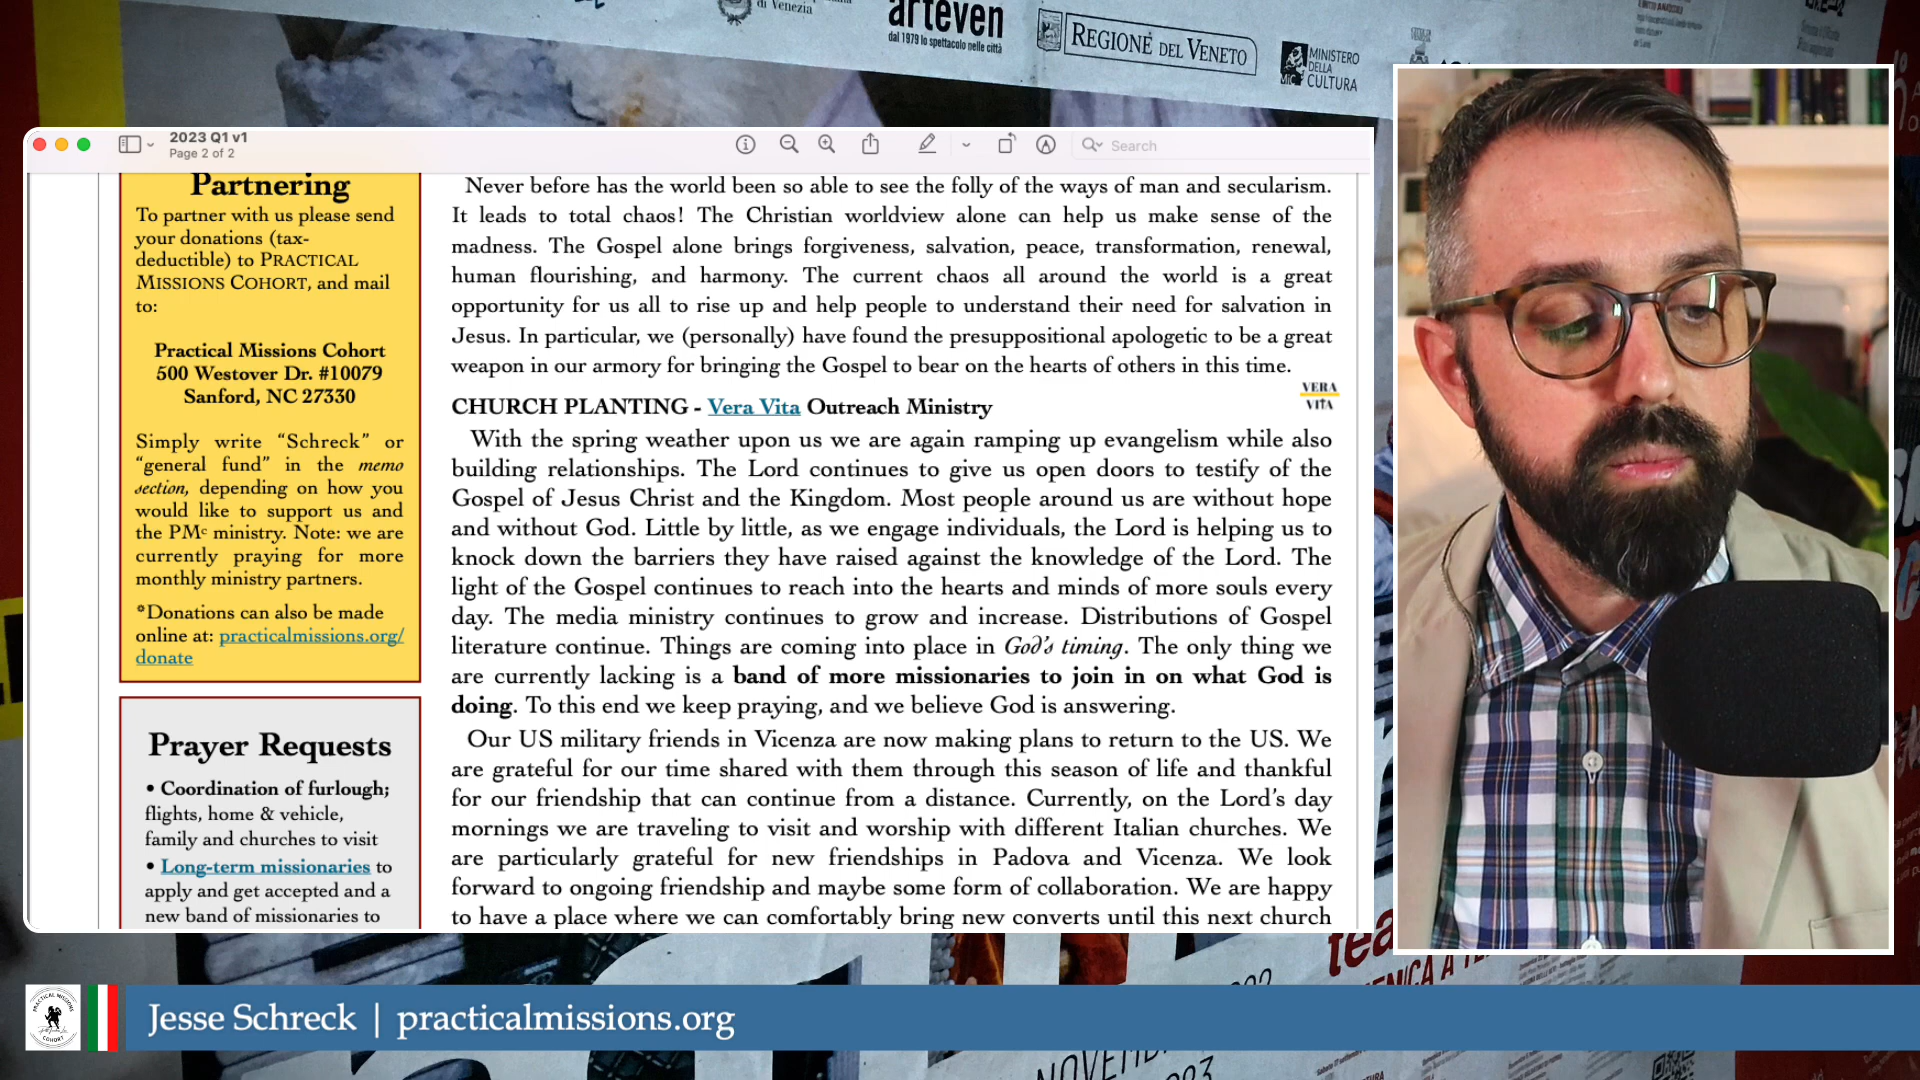 di Venezia
arteven
dal 1979 lo spettacolo nelle città
REGIONE DEL VENETO
MiC
MINISTERO
DELLA
CULTURA
2023 Q1 v1
Page 2 of 2
Search
Partnering
To partner with us please send
your donations (tax-
deductible) to PRACTICAL
MISSIONS COHORT, and mail
to:
Practical Missions Cohort
500 Westover Dr. #10079
Sanford, NC 27330
Simply write “Schreck” or
“general fund” in the memo
section, depending on how you
would like to support us and
the PMc ministry. Note: we are
currently praying for more
monthly ministry partners.
*Donations can also be made
online at: practicalmissions.org/
donate
Prayer Requests
• Coordination of furlough;
flights, home & vehicle,
family and churches to visit
• Long-term missionaries to
apply and get accepted and a
new band of missionaries to
Never before has the world been so able to see the folly of the ways of man and secularism.
It leads to total chaos! The Christian worldview alone can help us make sense of the
madness. The Gospel alone brings forgiveness, salvation, peace, transformation, renewal,
human flourishing, and harmony. The current chaos all around the world is a great
opportunity for us all to rise up and help people to understand their need for salvation in
Jesus. In particular, we (personally) have found the presuppositional apologetic to be a great
weapon in our armory for bringing the Gospel to bear on the hearts of others in this time.
VERA
VITA
CHURCH PLANTING - Vera Vita Outreach Ministry
With the spring weather upon us we are again ramping up evangelism while also
building relationships. The Lord continues to give us open doors to testify of the
Gospel of Jesus Christ and the Kingdom. Most people around us are without hope
and without God. Little by little, as we engage individuals, the Lord is helping us to
knock down the barriers they have raised against the knowledge of the Lord. The
light of the Gospel continues to reach into the hearts and minds of more souls every
day. The media ministry continues to grow and increase. Distributions of Gospel
literature continue. Things are coming into place in God’s timing. The only thing we
are currently lacking is a band of more missionaries to join in on what God is
doing. To this end we keep praying, and we believe God is answering.
Our US military friends in Vicenza are now making plans to return to the US. We
are grateful for our time shared with them through this season of life and thankful
for our friendship that can continue from a distance. Currently, on the Lord’s day
mornings we are traveling to visit and worship with different Italian churches. We
are particularly grateful for new friendships in Padova and Vicenza. We look
forward to ongoing friendship and maybe some form of collaboration. We are happy
to have a place where we can comfortably bring new converts until this next church
PRACTICAL MISSIONS
COHORT
Jesse Schreck | practicalmissions.org